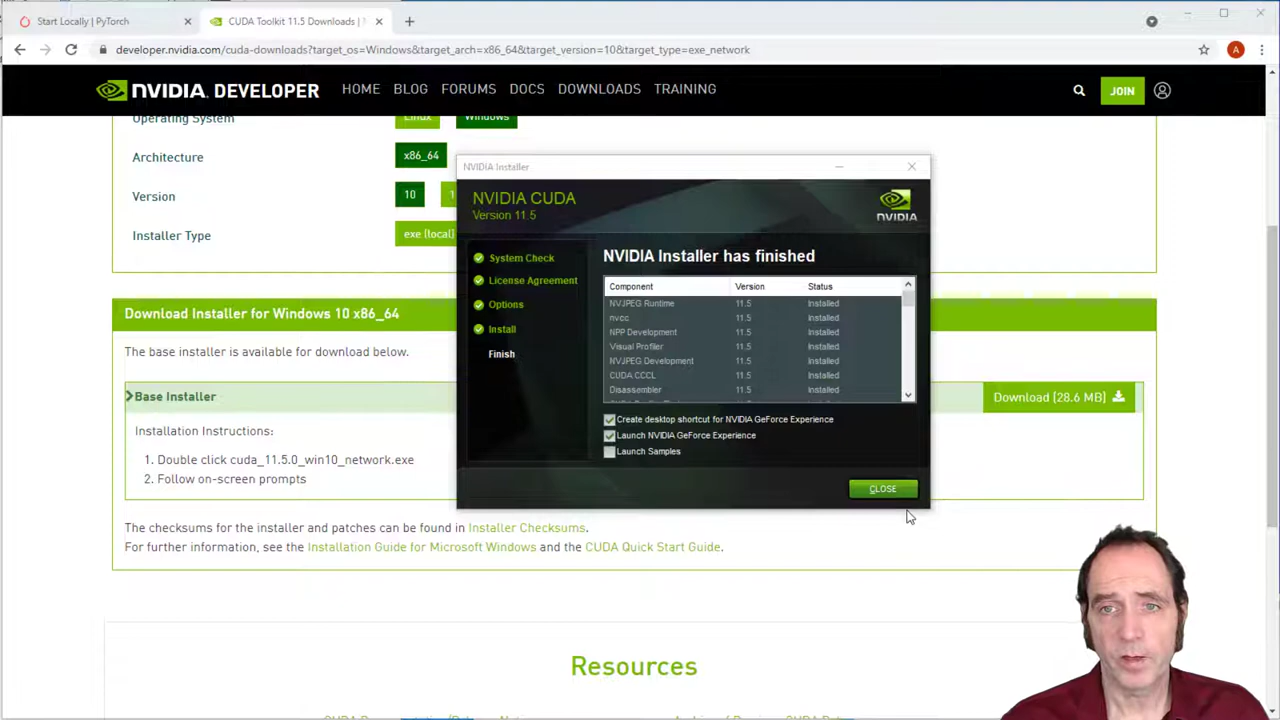 Start Locally | PyTorch
CUDA Toolkit 11.5 Downloads |
developer.nvidia.com/cuda-downloads?target_os=Windows&target_arch=x86_64&target_version=10&target_type=exe_network
A
NVIDIA. DEVELOPER HOME BLOG FORUMS DOCS DOWNLOADS TRAINING JOIN
Operating System Linux Windows
Architecture x86_64
Version 10 1
Installer Type exe (local)
NVIDIA Installer
NVIDIA CUDA
Version 11.5
NVIDIA
System Check
License Agreement
Options
Install
Finish
NVIDIA Installer has finished
Component Version Status
NVJPEG Runtime 11.5 Installed
nvcc 11.5 Installed
NPP Development 11.5 Installed
Visual Profiler 11.5 Installed
NVJPEG Development 11.5 Installed
CUDA CCCL 11.5 Installed
Disassembler 11.5 Installed
Create desktop shortcut for NVIDIA GeForce Experience
Launch NVIDIA GeForce Experience
Launch Samples
CLOSE
Download Installer for Windows 10 x86_64
The base installer is available for download below.
Base Installer Download [28.6 MB]
Installation Instructions:
1. Double click cuda_11.5.0_win10_network.exe
2. Follow on-screen prompts
The checksums for the installer and patches can be found in Installer Checksums.
For further information, see the Installation Guide for Microsoft Windows and the CUDA Quick Start Guide.
Resources